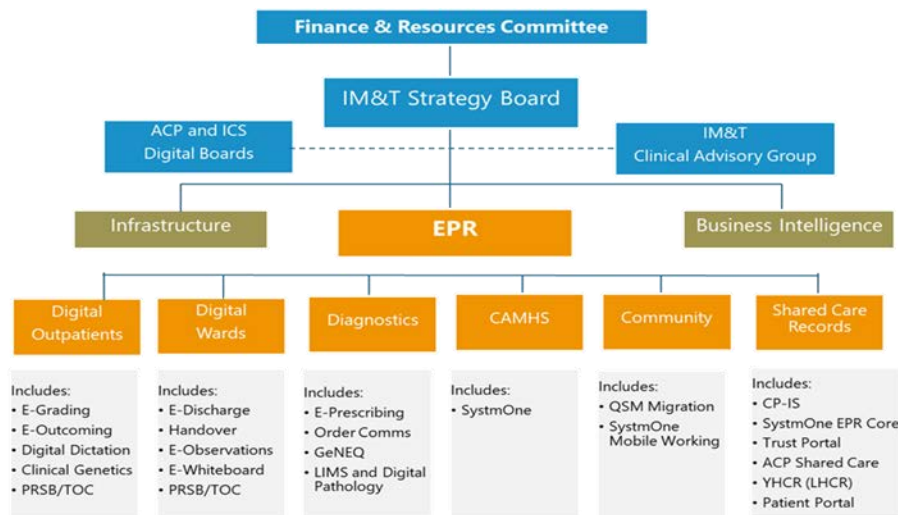 Finance & Resources Committee
IM&T Strategy Board
ACP and ICS
Digital Boards
IM&T
Clinical Advisory Group
Infrastructure
EPR
Business Intelligence
Digital
Outpatients
Digital
Wards
Diagnostics
CAMHS
Community
Shared Care
Records
Includes:
• E-Grading
• E-Outcoming
• Digital Dictation
• Clinical Genetics
• PRSB/TOC
Includes:
• E-Discharge
• Handover
• E-Observations
• E-Whiteboard
• PRSB/TOC
Includes:
• E-Prescribing
• Order Comms
• GeNEQ
• LIMS and Digital
Pathology
Includes:
• SystmOne
Includes:
• QSM Migration
• SystmOne
Mobile Working
Includes:
• CP-IS
• SystmOne EPR Core
• Trust Portal
• ACP Shared Care
• YHCR (LHCR)
• Patient Portal